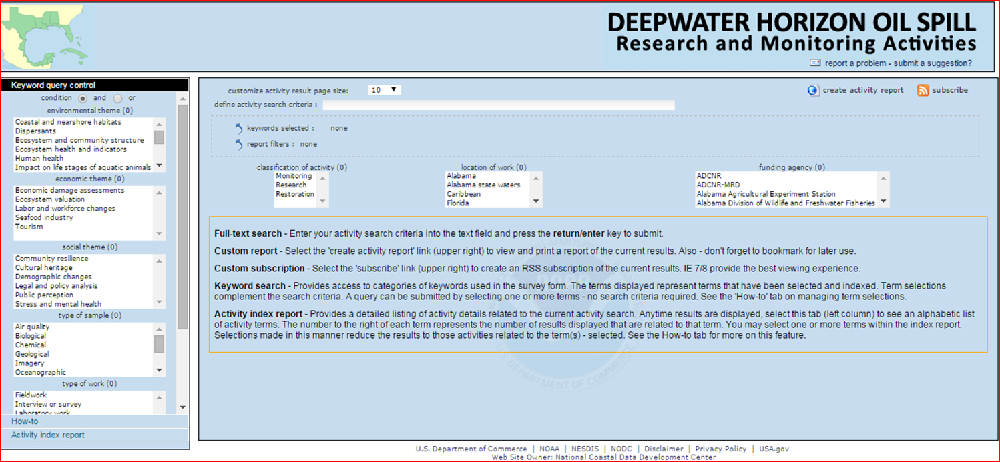 DEEPWATER HORIZON OIL SPILL
Research and Monitoring Activities
report a problem - submit a suggestion?
Keyword query control
condition and or
environmental theme (0)
Coastal and nearshore habitats
Dispersants
Ecosystem and community structure
Ecosystem health and indicators
Human health
Impact on life stages of aquatic animals
economic theme (0)
Economic damage assessments
Ecosystem valuation
Labor and workforce changes
Seafood industry
Tourism
social theme (0)
Community resilience
Cultural heritage
Demographic changes
Legal and policy analysis
Public perception
Stress and mental health
type of sample (0)
Air quality
Biological
Chemical
Geological
Imagery
Oceanographic
type of work (0)
Fieldwork
Interview or survey
Laboratory work
How-to
Activity index report
customize activity result page size: 10
create activity report
subscribe
define activity search criteria :
keywords selected : none
report filters : none
classification of activity (0)
Monitoring
Research
Restoration
location of work (0)
Alabama
Alabama state waters
Caribbean
Florida
funding agency (0)
ADCNR
ADCNR-MRD
Alabama Agricultural Experiment Station
Alabama Division of Wildlife and Freshwater Fisheries
Full-text search - Enter your activity search criteria into the text field and press the return/enter key to submit.
Custom report - Select the 'create activity report' link (upper right) to view and print a report of the current results. Also - don't forget to bookmark for later use.
Custom subscription - Select the 'subscribe' link (upper right) to create an RSS subscription of the current results. IE 7/8 provide the best viewing experience.
Keyword search - Provides access to categories of keywords used in the survey form. The terms displayed represent terms that have been selected and indexed. Term selections
complement the search criteria. A query can be submitted by selecting one or more terms - no search criteria required. See the 'How-to' tab on managing term selections.
Activity index report - Provides a detailed listing of activity details related to the current activity search. Anytime results are displayed, select this tab (left column) to see an alphabetic list
of activity terms. The number to the right of each term represents the number of results displayed that are related to that term. You may select one or more terms within the index report.
Selections made in this manner reduce the results to those activities related to the term(s) - selected. See the How-to tab for more on this feature.
U.S. DEPARTMENT OF COMMERCE
U.S. Department of Commerce | NOAA | NESDIS | NODC | Disclaimer | Privacy Policy | USA.gov
Web Site Owner: National Coastal Data Development Center